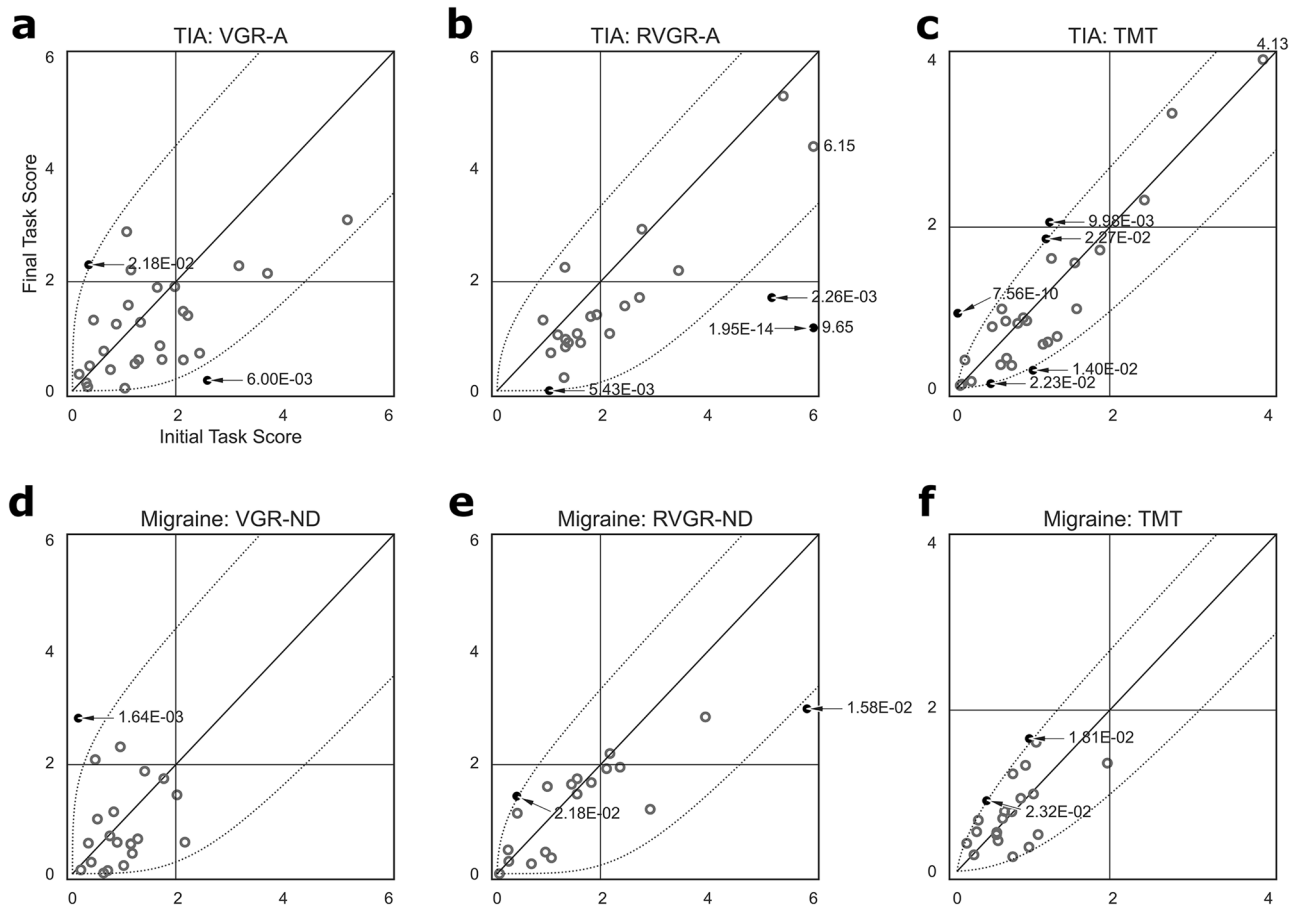 a
TIA: VGR-A
6
4
2
0
0 2 4 6
Final Task Score
Initial Task Score
2.18E-02
6.00E-03
b
TIA: RVGR-A
6
4
2
0
0 2 4 6
6.15
2.26E-03
1.95E-14 9.65
5.43E-03
c
TIA: TMT
4.13
4
2
0
0 2 4
9.98E-03
2.27E-02
7.56E-10
1.40E-02
2.23E-02
d
Migraine: VGR-ND
6
4
2
0
0 2 4 6
1.64E-03
e
Migraine: RVGR-ND
6
4
2
0
0 2 4 6
1.58E-02
2.18E-02
f
Migraine: TMT
4
2
0
0 2 4
1.81E-02
2.32E-02